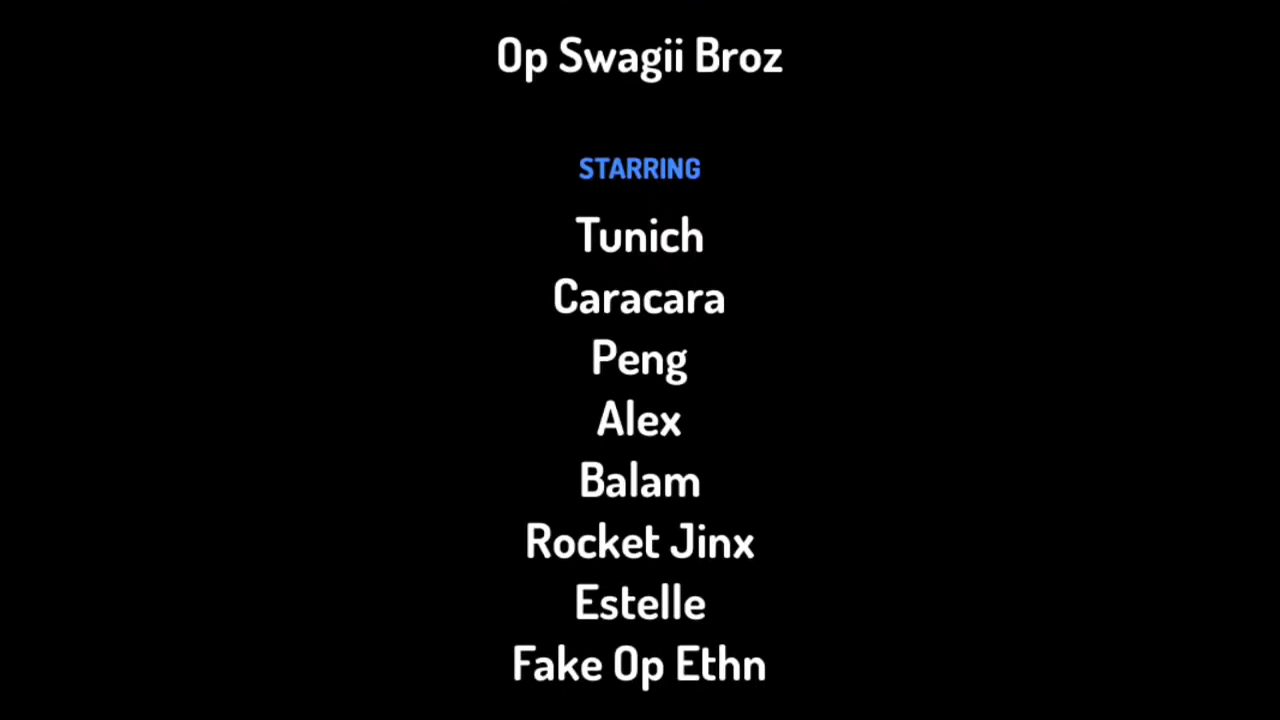 Op Swagii Broz
STARRING
Tunich
Caracara
Peng
Alex
Balam
Rocket Jinx
Estelle
Fake Op Ethn